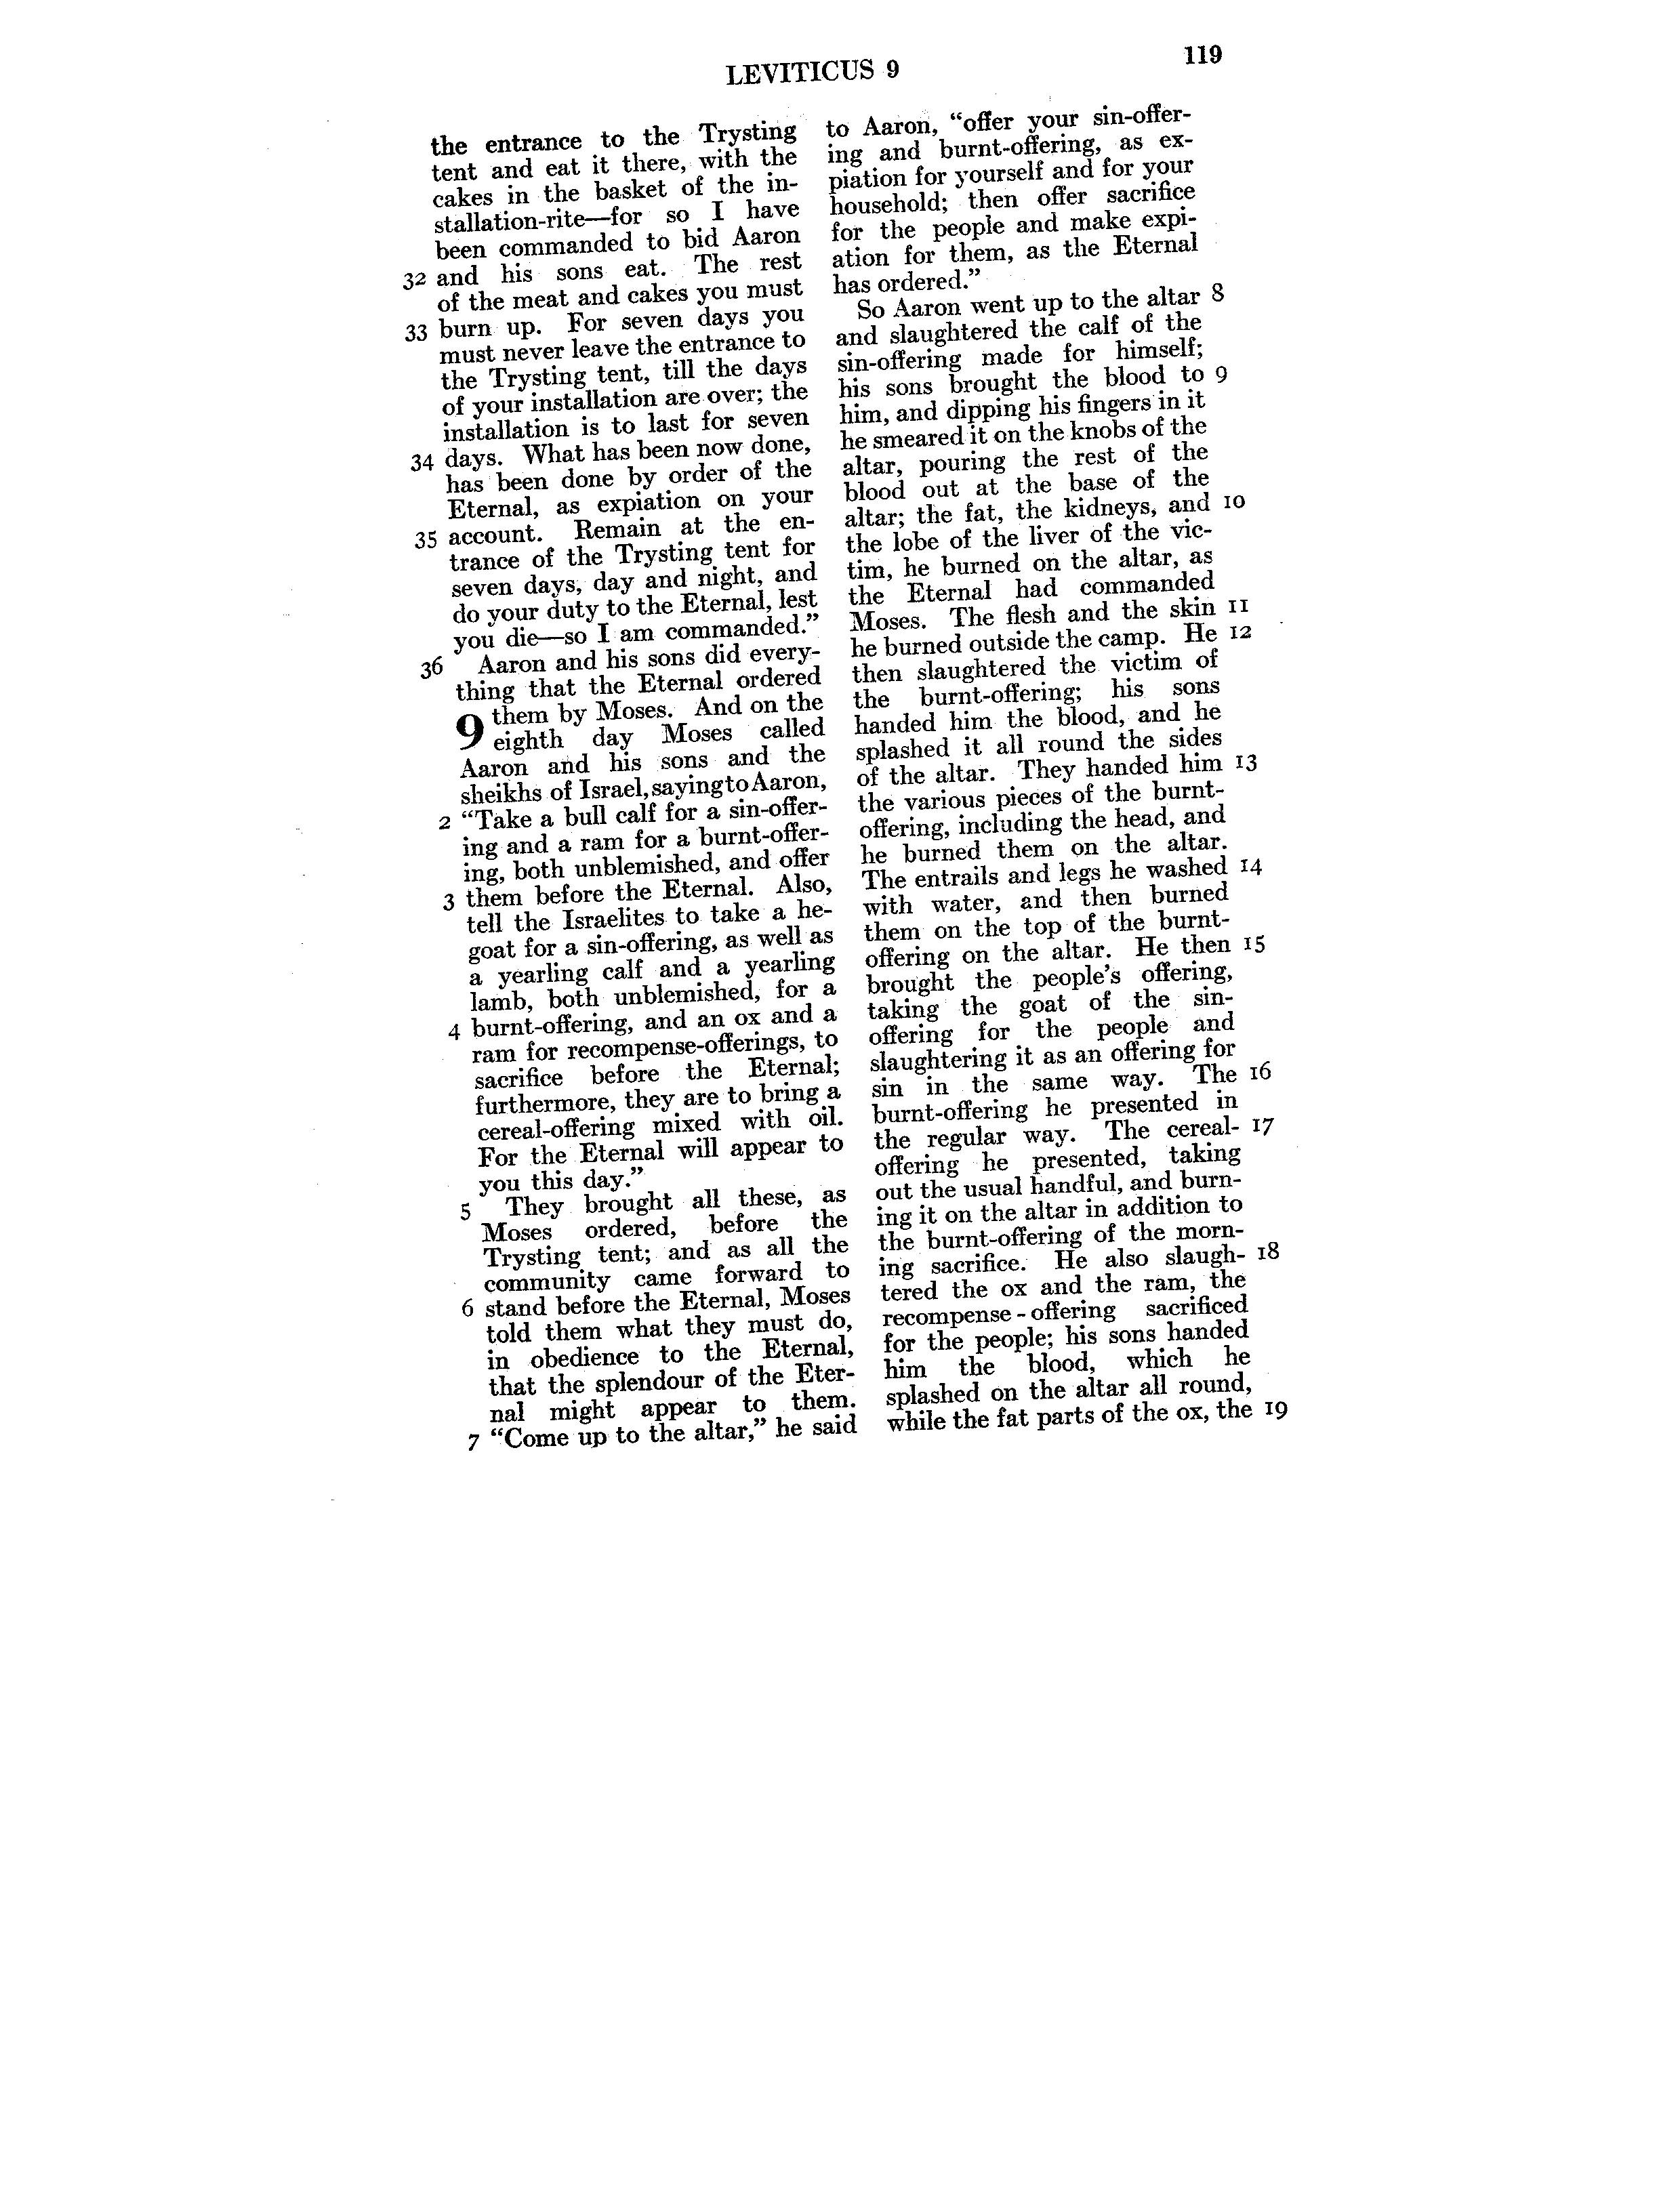 LEVITICUS 9
119
the entrance to the Trysting
tent and eat it there, with the
cakes in the basket of the in-
stallation-rite—for so I have
been commanded to bid Aaron
32 and his sons eat. The rest
of the meat and cakes you must
33 burn up. For seven days you
must never leave the entrance to
the Trysting tent, till the days
of your installation are over; the
installation is to last for seven
34 days. What has been now done,
has been done by order of the
Eternal, as expiation on your
35 account. Remain at the en-
trance of the Trysting tent for
seven days, day and night, and
do your duty to the Eternal, lest
you die—so I am commanded.”
36 Aaron and his sons did every-
thing that the Eternal ordered
9 them by Moses. And on the
eighth day Moses called
Aaron and his sons and the
sheikhs of Israel, saying to Aaron,
2 “Take a bull calf for a sin-offer-
ing and a ram for a burnt-offer-
ing, both unblemished, and offer
3 them before the Eternal. Also,
tell the Israelites to take a he-
goat for a sin-offering, as well as
a yearling calf and a yearling
lamb, both unblemished, for a
4 burnt-offering, and an ox and a
ram for recompense-offerings, to
sacrifice before the Eternal;
furthermore, they are to bring a
cereal-offering mixed with oil.
For the Eternal will appear to
you this day.”
5 They brought all these, as
Moses ordered, before the
Trysting tent; and as all the
community came forward to
6 stand before the Eternal, Moses
told them what they must do,
in obedience to the Eternal,
that the splendour of the Eter-
nal might appear to them.
7 “Come up to the altar,” he said
to Aaron, “offer your sin-offer-
ing and burnt-offering, as ex-
piation for yourself and for your
household; then offer sacrifice
for the people and make expi-
ation for them, as the Eternal
has ordered.”
So Aaron went up to the altar 8
and slaughtered the calf of the
sin-offering made for himself;
his sons brought the blood to 9
him, and dipping his fingers in it
he smeared it on the knobs of the
altar, pouring the rest of the
blood out at the base of the
altar; the fat, the kidneys, and 10
the lobe of the liver of the vic-
tim, he burned on the altar, as
the Eternal had commanded
Moses. The flesh and the skin 11
he burned outside the camp. He 12
then slaughtered the victim of
the burnt-offering; his sons
handed him the blood, and he
splashed it all round the sides
of the altar. They handed him 13
the various pieces of the burnt-
offering, including the head, and
he burned them on the altar.
The entrails and legs he washed 14
with water, and then burned
them on the top of the burnt-
offering on the altar. He then 15
brought the people’s offering,
taking the goat of the sin-
offering for the people and
slaughtering it as an offering for
sin in the same way. The 16
burnt-offering he presented in
the regular way. The cereal- 17
offering he presented, taking
out the usual handful, and burn-
ing it on the altar in addition to
the burnt-offering of the morn-
ing sacrifice. He also slaugh- 18
tered the ox and the ram, the
recompense-offering sacrificed
for the people; his sons handed
him the blood, which he
splashed on the altar all round,
while the fat parts of the ox, the 19